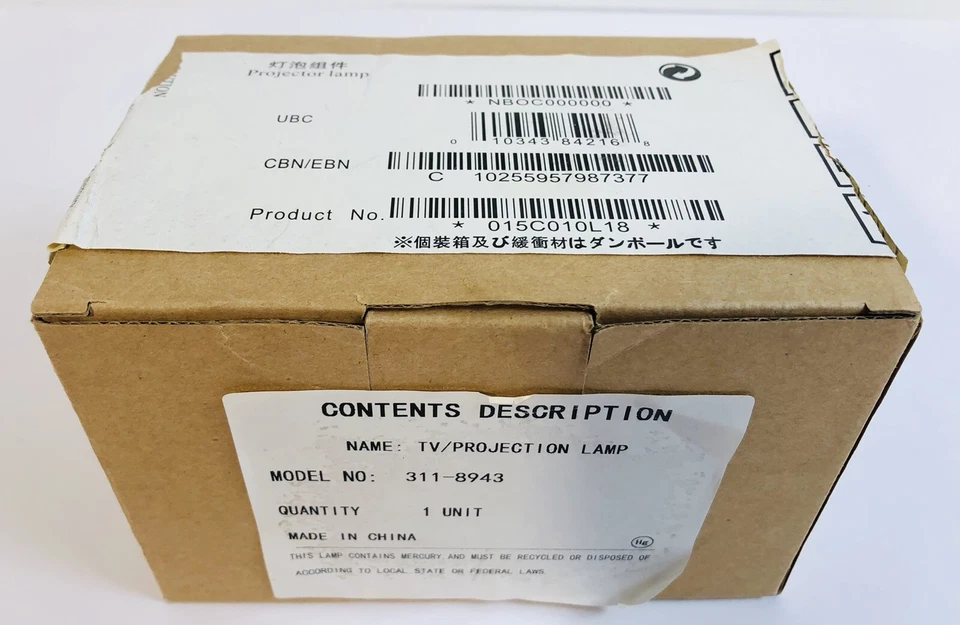 灯泡组件
Projector lamp
* NBOC000000 *
UBC
0 10343 84216 8
CBN/EBN
C 10255957987377
Product No.
* 015C010L18 *
※個装箱及び緩衝材はダンボールです
CONTENTS DESCRIPTION
NAME: TV/PROJECTION LAMP
MODEL NO: 311-8943
QUANTITY 1 UNIT
MADE IN CHINA
Hg
THIS LAMP CONTAINS MERCURY.AND MUST BE RECYCLED OR DISPOSED OF
ACCORDING TO LOCAL STATE OR FEDERAL LAWS